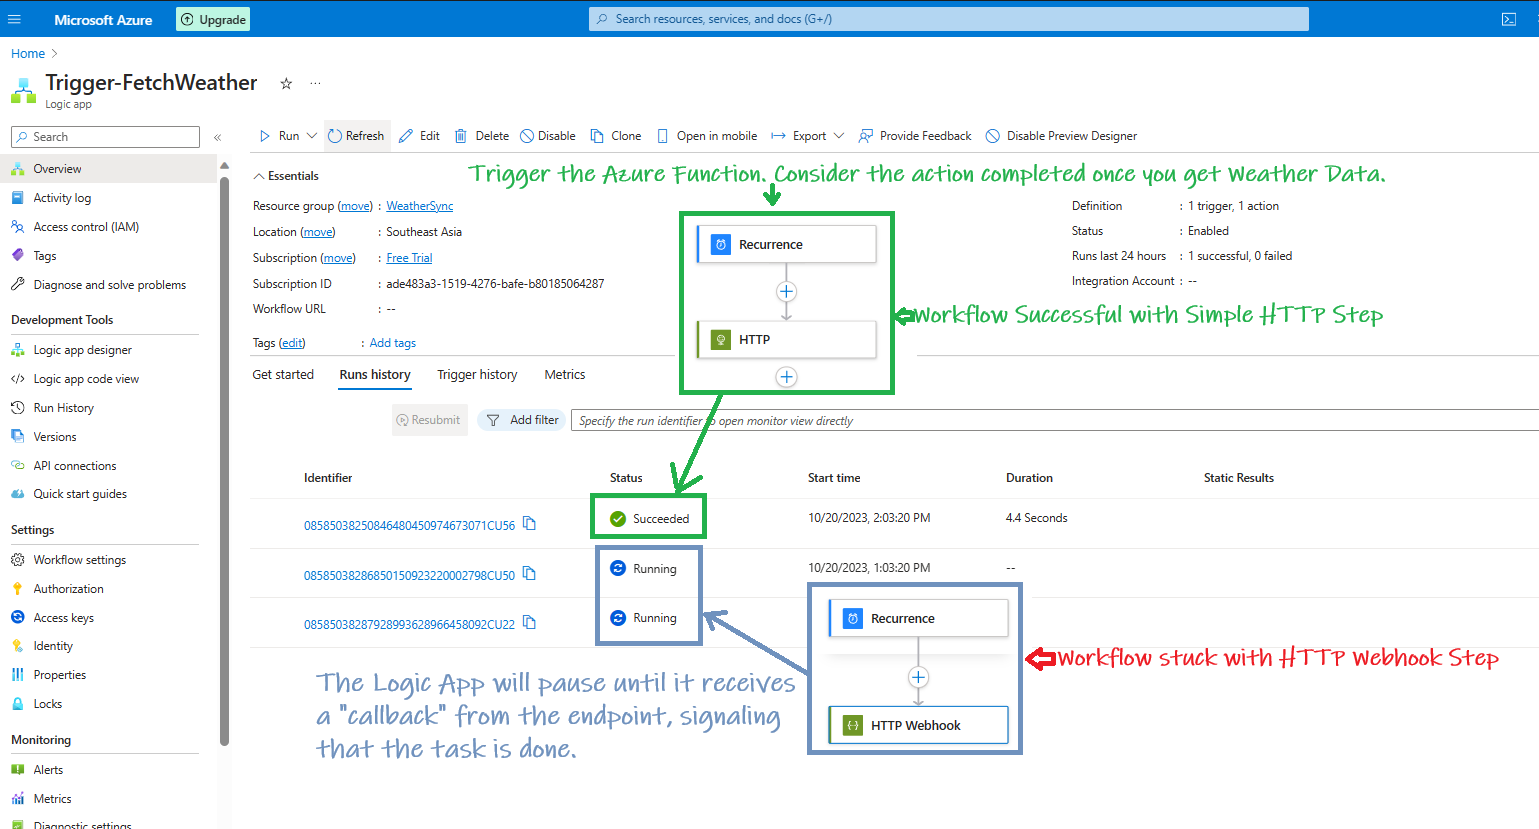 Microsoft Azure
Upgrade
Search resources, services, and docs (G+/)
Home >
Trigger-FetchWeather
Logic app
Search
Run
Refresh
Edit
Delete
Disable
Clone
Open in mobile
Export
Provide Feedback
Disable Preview Designer
Overview
Activity log
Access control (IAM)
Tags
Diagnose and solve problems
Development Tools
Logic app designer
Logic app code view
Run History
Versions
API connections
Quick start guides
Settings
Workflow settings
Authorization
Access keys
Identity
Properties
Locks
Monitoring
Alerts
Metrics
Diagnostic settings
Trigger the Azure Function. Consider the action completed once you get Weather Data.
Essentials
Resource group (move) : WeatherSync
Location (move) : Southeast Asia
Subscription (move) : Free Trial
Subscription ID : ade483a3-1519-4276-bafe-b80185064287
Workflow URL : --
Tags (edit) : Add tags
Definition : 1 trigger, 1 action
Status : Enabled
Runs last 24 hours : 1 successful, 0 failed
Integration Account : --
Recurrence
HTTP
Workflow Successful with Simple HTTP Step
Get started
Runs history
Trigger history
Metrics
Resubmit
Add filter
Specify the run identifier to open monitor view directly
Identifier Status Start time Duration Static Results
08585038250846480450974673071CU56 Succeeded 10/20/2023, 2:03:20 PM 4.4 Seconds
08585038286850150923220002798CU50 Running 10/20/2023, 1:03:20 PM --
08585038287928993628966458092CU22 Running
Recurrence
HTTP Webhook
Workflow stuck with HTTP Webhook Step
The Logic App will pause until it receives
a "callback" from the endpoint, signaling
that the task is done.